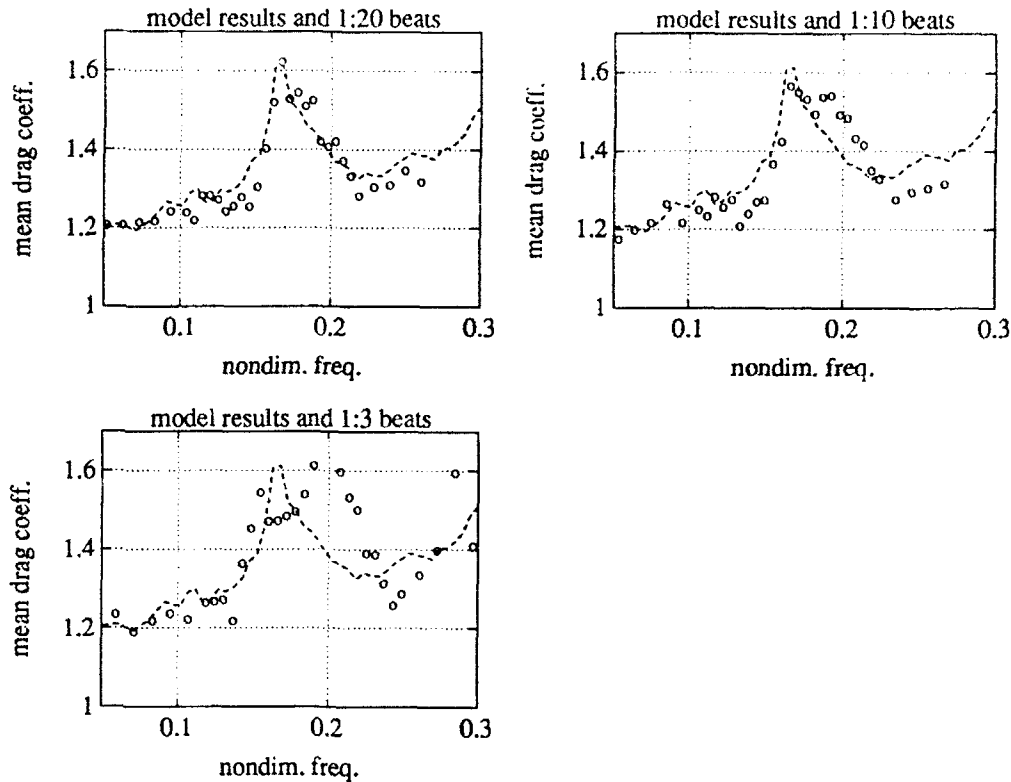 model results and 1:20 beats
mean drag coeff.
1.6
1.4
1.2
1
0.1
0.2
0.3
nondim. freq.
model results and 1:10 beats
mean drag coeff.
1.6
1.4
1.2
1
0.1
0.2
0.3
nondim. freq.
model results and 1:3 beats
mean drag coeff.
1.6
1.4
1.2
1
0.1
0.2
0.3
nondim. freq.